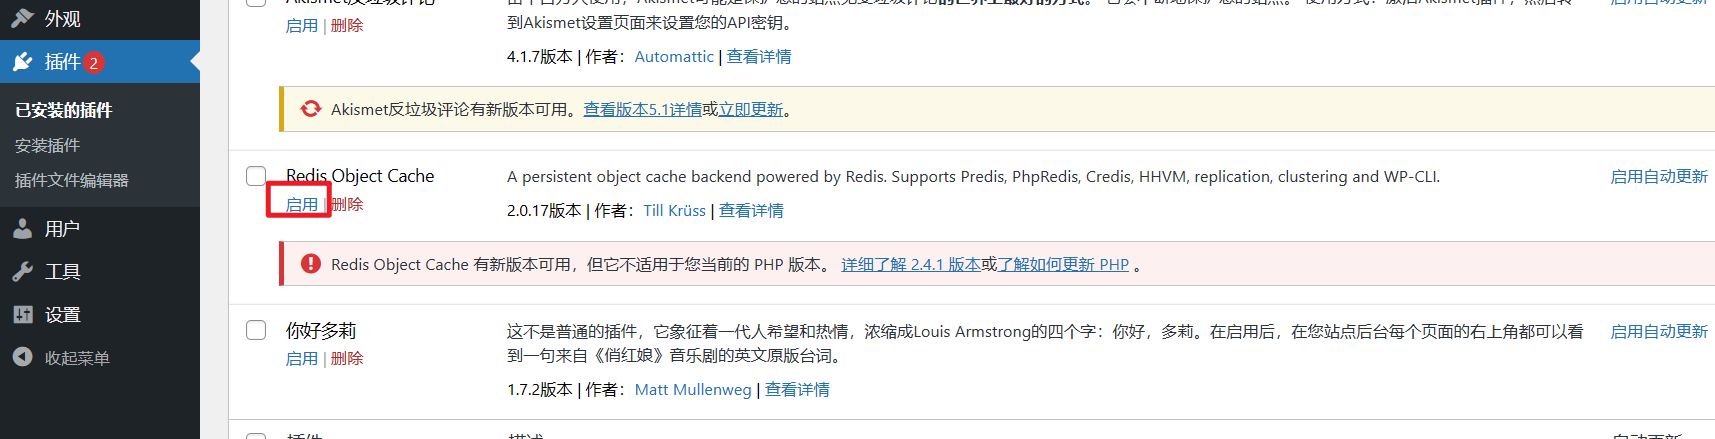 外观
插件 2
已安装的插件
安装插件
插件文件编辑器
用户
工具
设置
收起菜单
启用 | 删除
到Akismet设置页面来设置您的API密钥。
4.1.7版本 | 作者：Automattic | 查看详情
启用自动更新
Akismet反垃圾评论有新版本可用。查看版本5.1详情或立即更新。
Redis Object Cache
启用 | 删除
A persistent object cache backend powered by Redis. Supports Predis, PhpRedis, Credis, HHVM, replication, clustering and WP-CLI.
2.0.17版本 | 作者：Till Krüss | 查看详情
启用自动更新
Redis Object Cache 有新版本可用，但它不适用于您当前的 PHP 版本。 详细了解 2.4.1 版本或了解如何更新 PHP 。
你好多莉
启用 | 删除
这不是普通的插件，它象征着一代人希望和热情，浓缩成Louis Armstrong的四个字：你好，多莉。在启用后，在您站点后台每个页面的右上角都可以看
到一句来自《俏红娘》音乐剧的英文原版台词。
1.7.2版本 | 作者：Matt Mullenweg | 查看详情
启用自动更新
插件
描述
自动更新